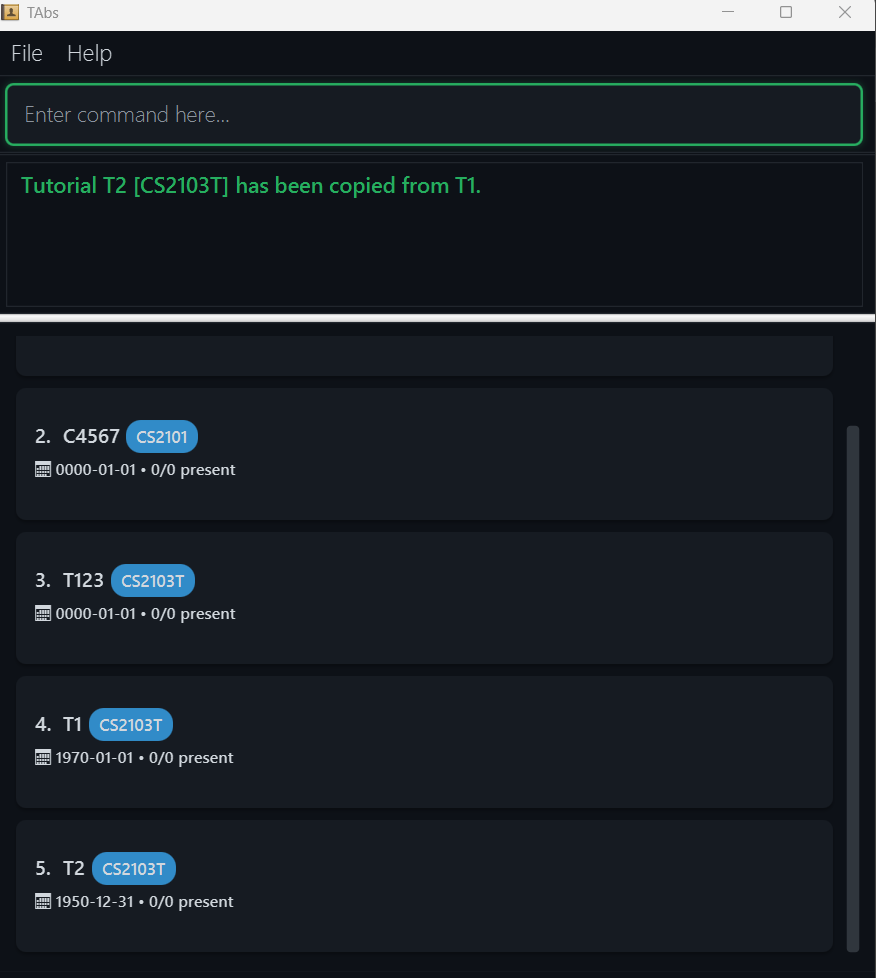 TAbs
File Help
Enter command here...
Tutorial T2 [CS2103T] has been copied from T1.
2. C4567 CS2101
0000-01-01 • 0/0 present
3. T123 CS2103T
0000-01-01 • 0/0 present
4. T1 CS2103T
1970-01-01 • 0/0 present
5. T2 CS2103T
1950-12-31 • 0/0 present